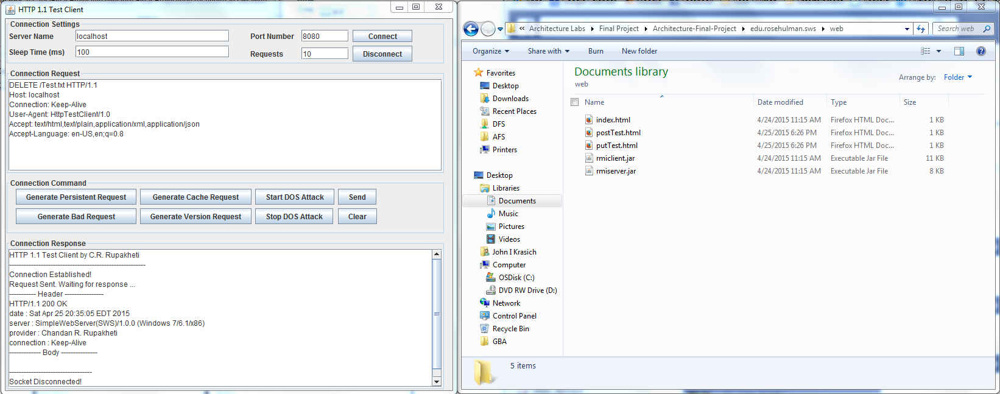 HTTP 1.1 Test Client
Connection Settings
Server Name localhost Port Number 8080 Connect
Sleep Time (ms) 100 Requests 10 Disconnect
Connection Request
DELETE /Test.txt HTTP/1.1
Host: localhost
Connection: Keep-Alive
User-Agent: HttpTestClient/1.0
Accept: text/html,text/plain,application/xml,application/json
Accept-Language: en-US,en;q=0.8
Connection Command
Generate Persistent Request Generate Cache Request Start DOS Attack Send
Generate Bad Request Generate Version Request Stop DOS Attack Clear
Connection Response
HTTP 1.1 Test Client by C.R. Rupakheti
--------------------------------------------------------
Connection Established!
Request Sent. Waiting for response ...
----------- Header ----------------
HTTP/1.1 200 OK
date : Sat Apr 25 20:35:05 EDT 2015
server : SimpleWebServer(SWS)/1.0.0 (Windows 7/6.1/x86)
provider : Chandan R. Rupakheti
connection : Keep-Alive
------------- Body ---------------
----------------------------------
Socket Disconnected!
« Architecture Labs Final Project Architecture-Final-Project edu.rosehulman.sws web Search web
Organize Share with Burn New folder
Favorites
Desktop
Downloads
Recent Places
DFS
AFS
Printers
Desktop
Libraries
Documents
Music
Pictures
Videos
John I Krasich
Computer
OSDisk (C:)
DVD RW Drive (D:)
Network
Control Panel
Recycle Bin
GBA
Documents library
web
Arrange by: Folder
Name Date modified Type Size
index.html 4/24/2015 11:15 AM Firefox HTML Doc... 1 KB
postTest.html 4/25/2015 6:26 PM Firefox HTML Doc... 1 KB
putTest.html 4/25/2015 6:26 PM Firefox HTML Doc... 1 KB
rmiclient.jar 4/24/2015 11:15 AM Executable Jar File 11 KB
rmiserver.jar 4/24/2015 11:15 AM Executable Jar File 8 KB
5 items